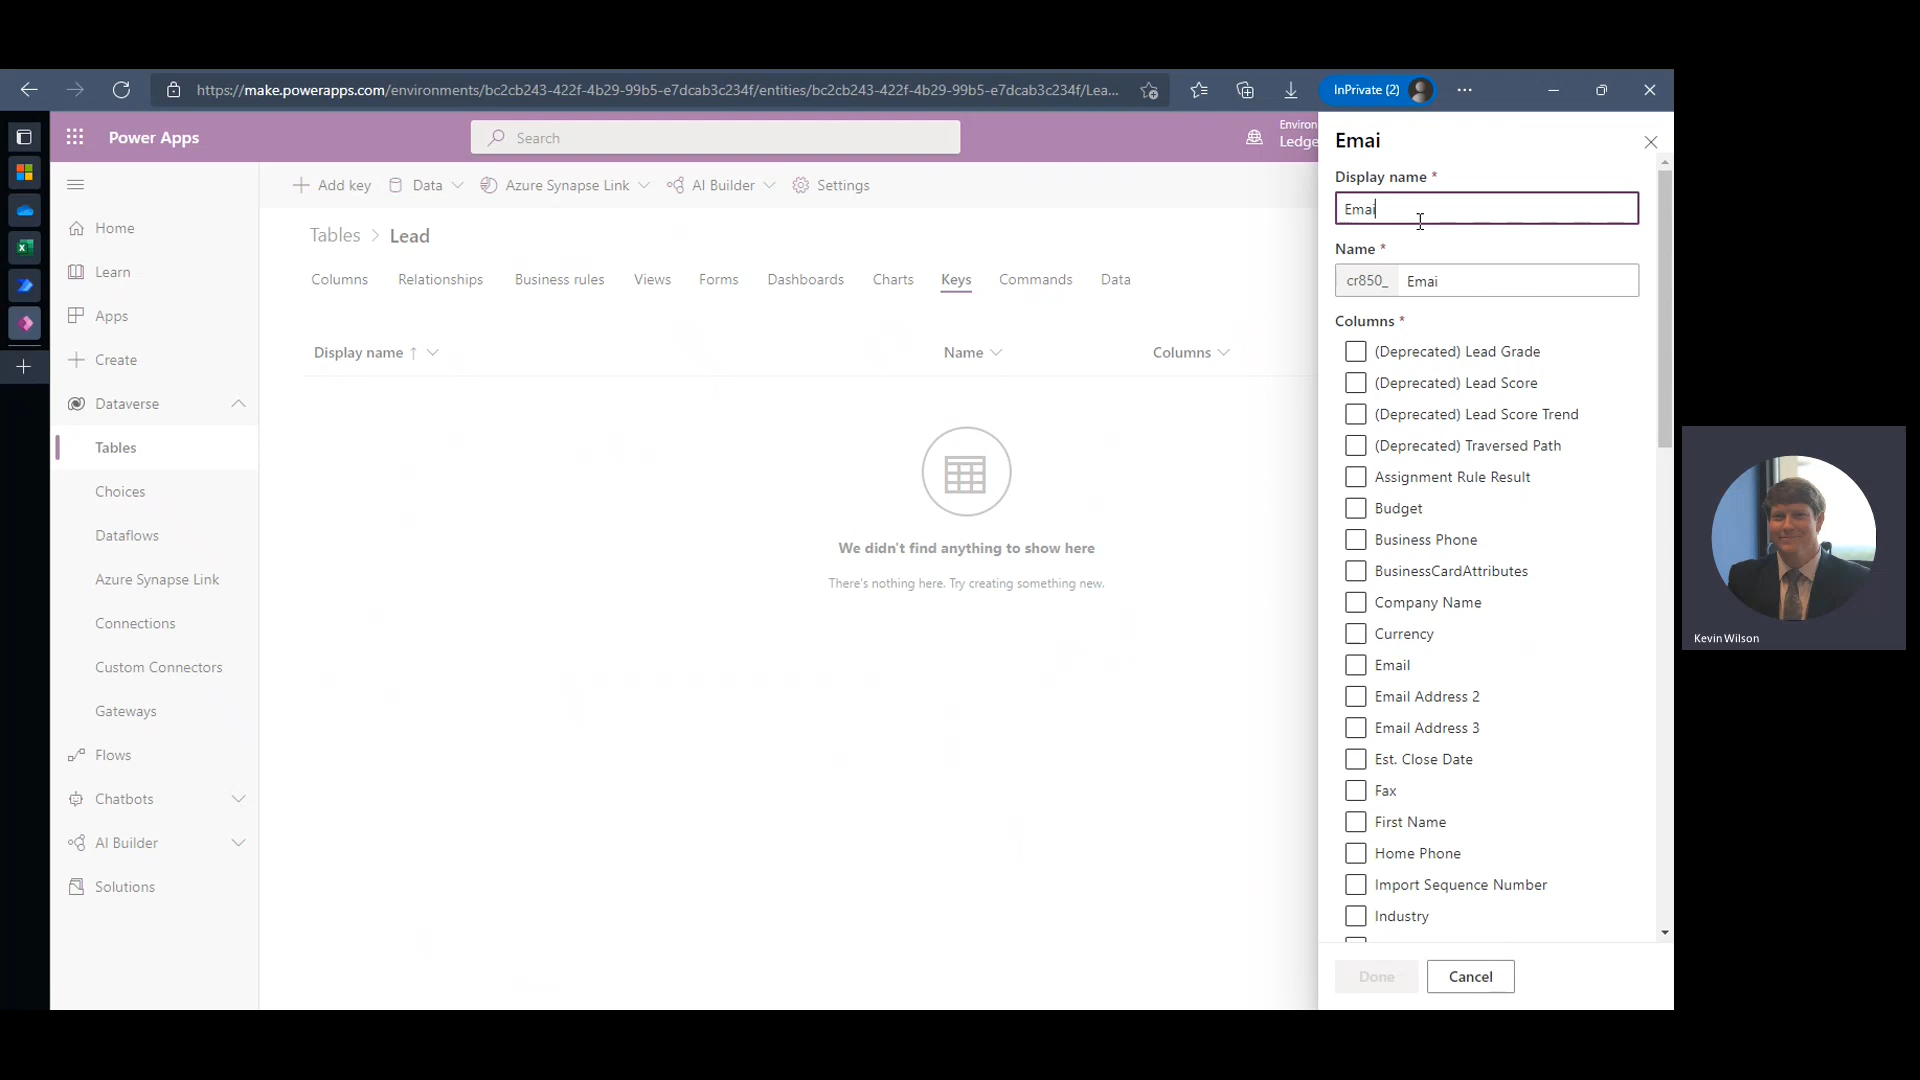 https://make.powerapps.com/environments/bc2cb243-422f-4b29-99b5-e7dcab3c234f/entities/bc2cb243-422f-4b29-99b5-e7dcab3c234f/Lea...
InPrivate (2)
Power Apps
Search
Environ
Ledge
Home
Learn
Apps
Create
Dataverse
Tables
Choices
Dataflows
Azure Synapse Link
Connections
Custom Connectors
Gateways
Flows
Chatbots
AI Builder
Solutions
Add key Data Azure Synapse Link AI Builder Settings
Tables > Lead
Columns Relationships Business rules Views Forms Dashboards Charts Keys Commands Data
Display name ↑ Name Columns
We didn't find anything to show here
There's nothing here. Try creating something new.
Emai
Display name *
Emai
Name *
cr850_ Emai
Columns *
(Deprecated) Lead Grade
(Deprecated) Lead Score
(Deprecated) Lead Score Trend
(Deprecated) Traversed Path
Assignment Rule Result
Budget
Business Phone
BusinessCardAttributes
Company Name
Currency
Email
Email Address 2
Email Address 3
Est. Close Date
Fax
First Name
Home Phone
Import Sequence Number
Industry
Done Cancel
Kevin Wilson